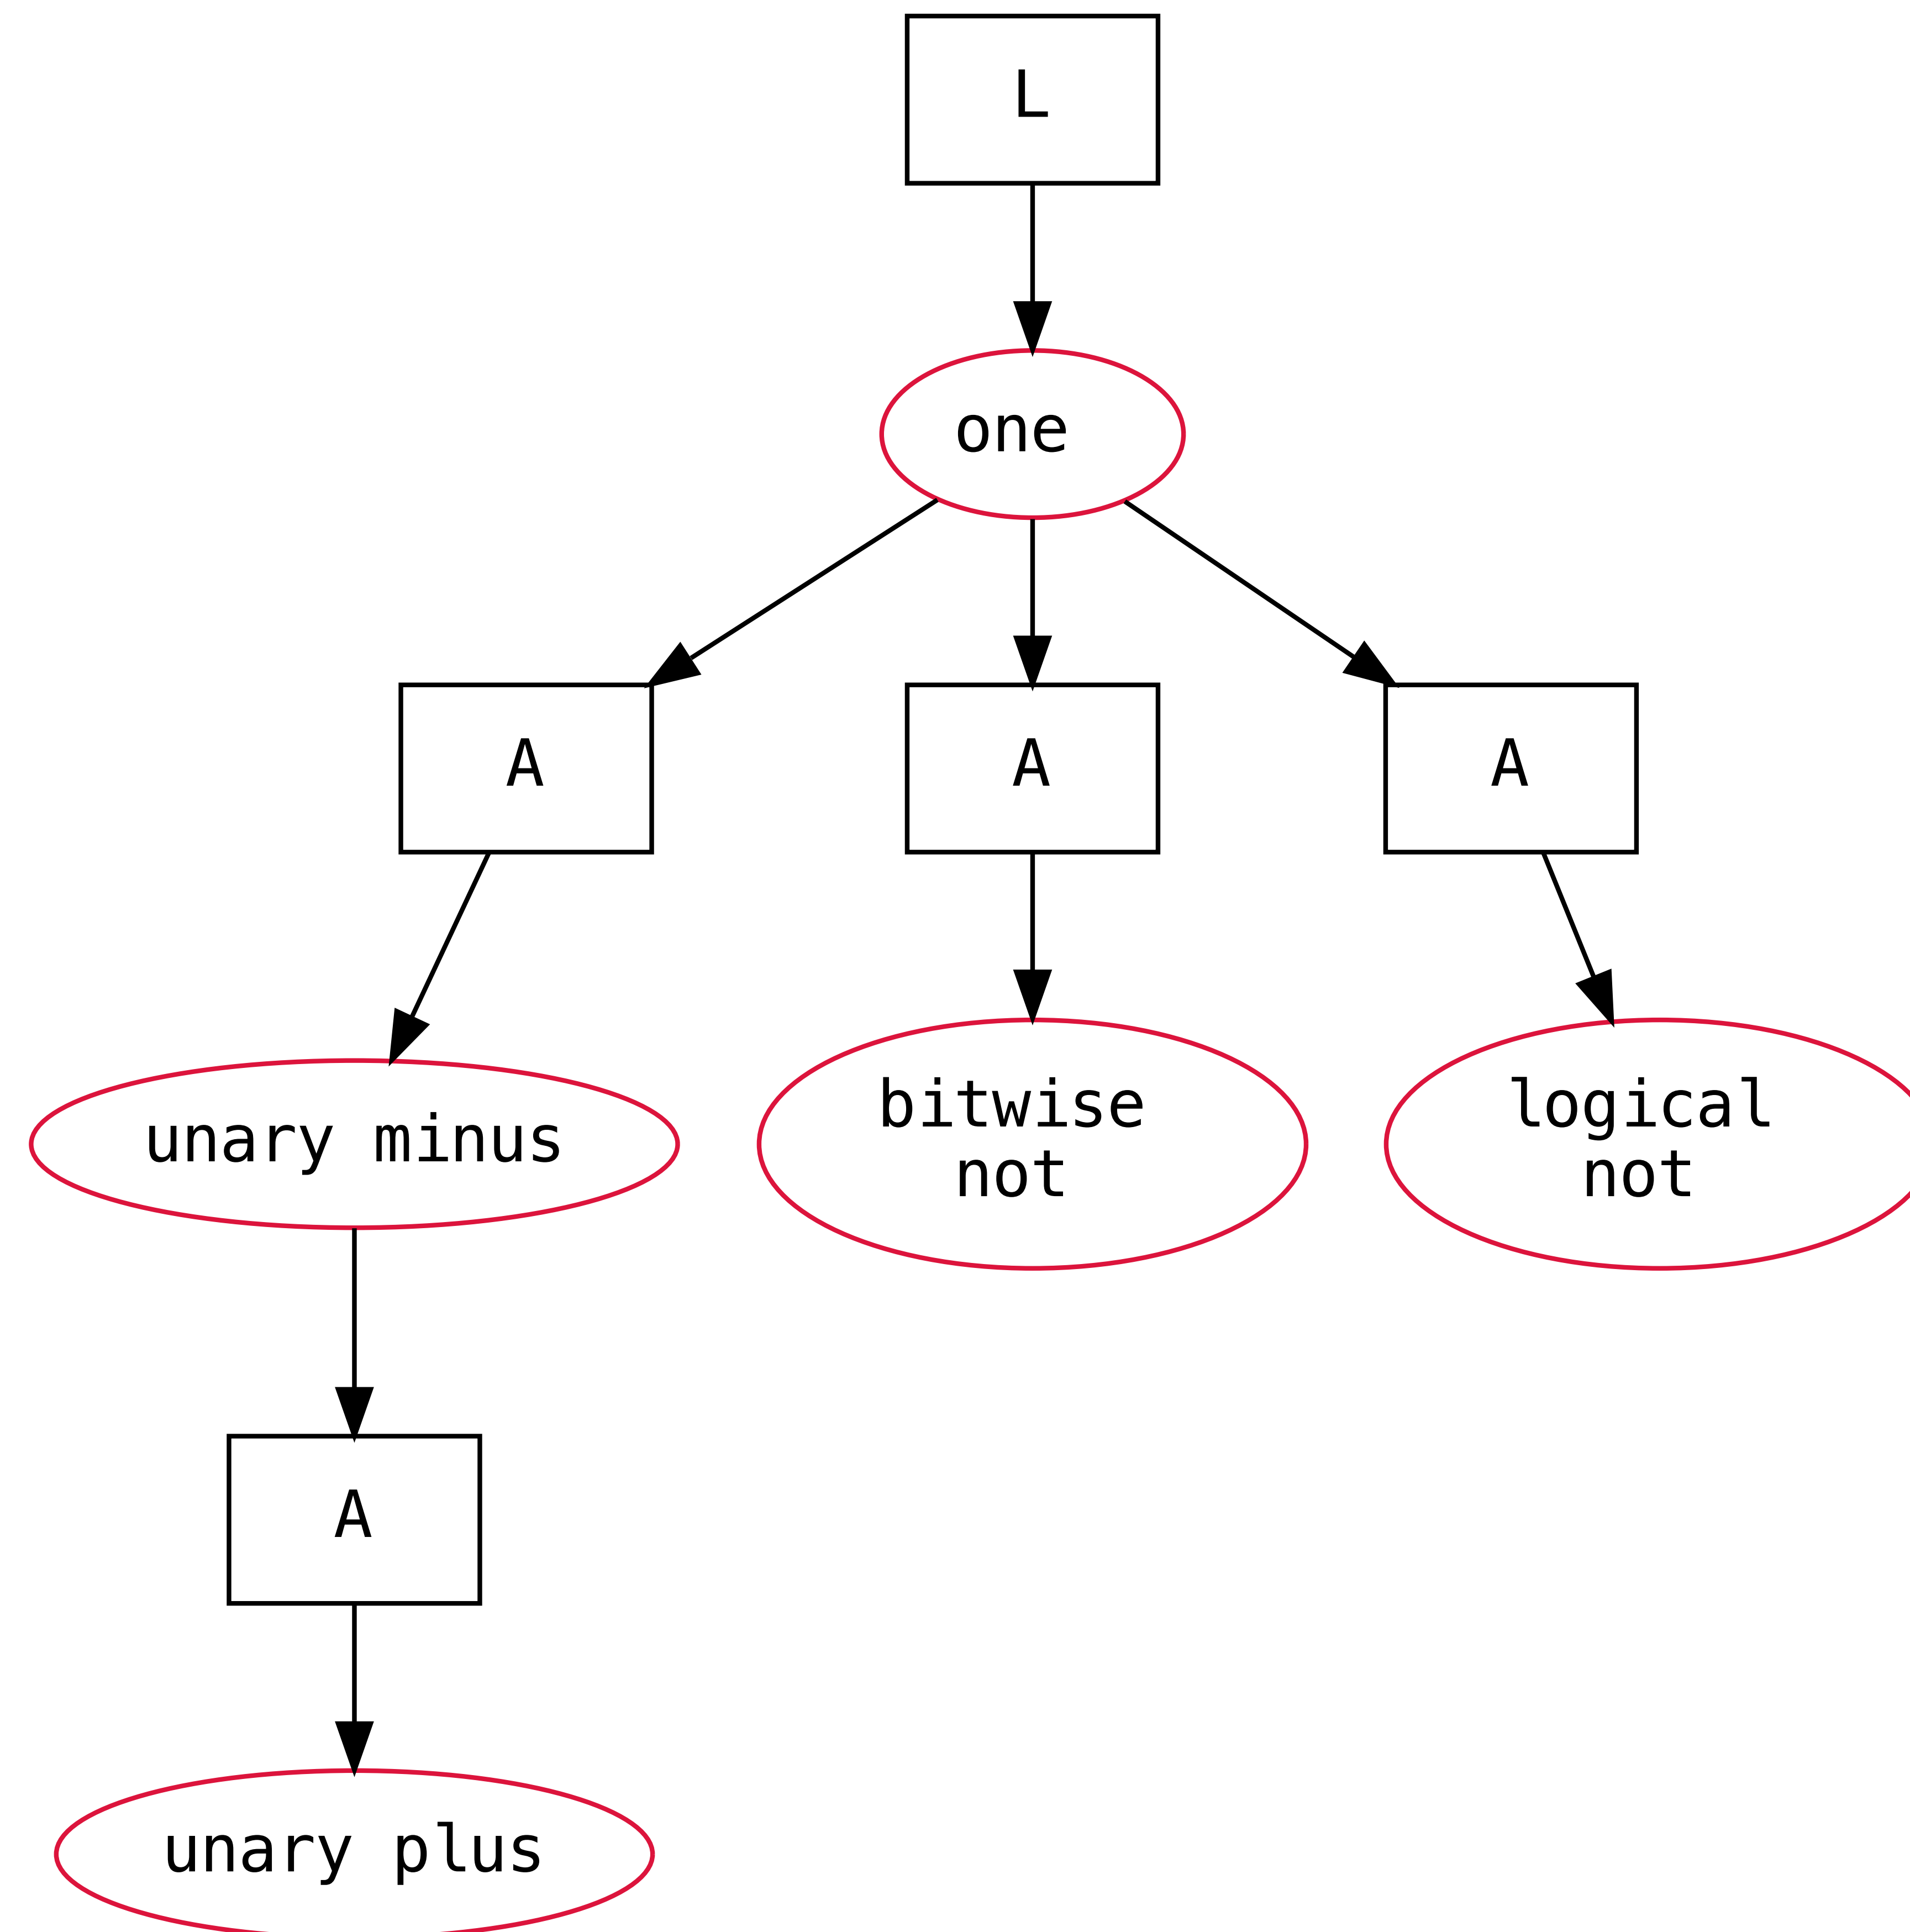 L
one
A
A
A
unary minus
bitwise
not
logical
not
A
unary plus